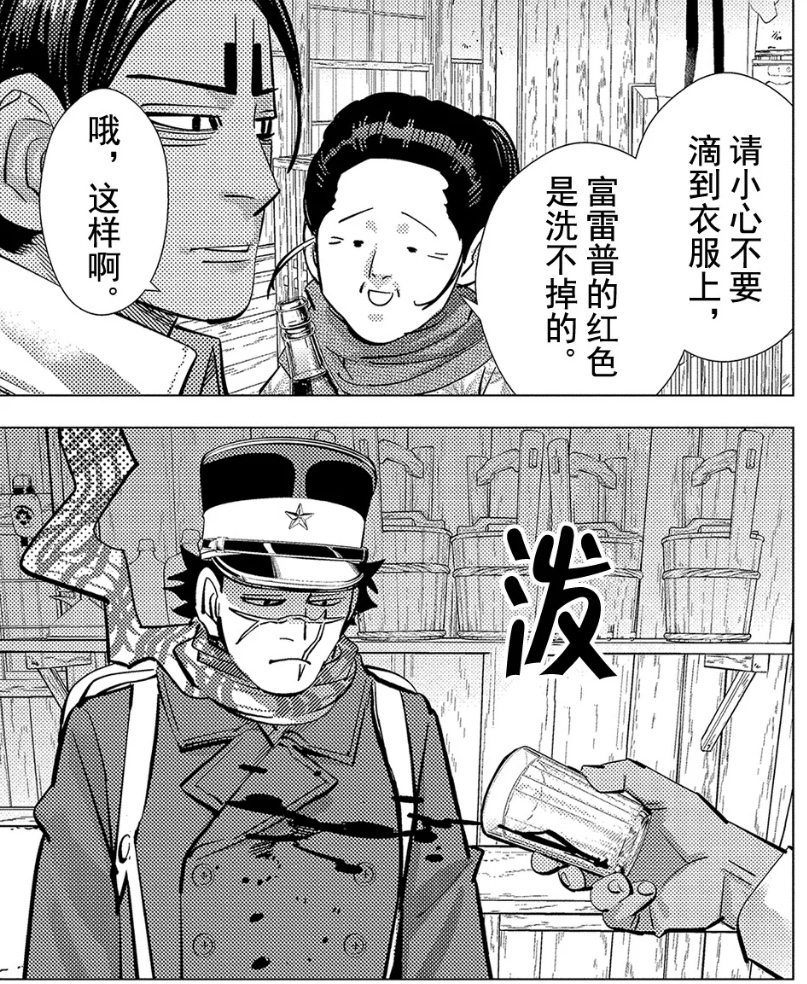 请小心不要
滴到衣服上，
富雷普的红色
是洗不掉的。
哦，这样啊。
泼